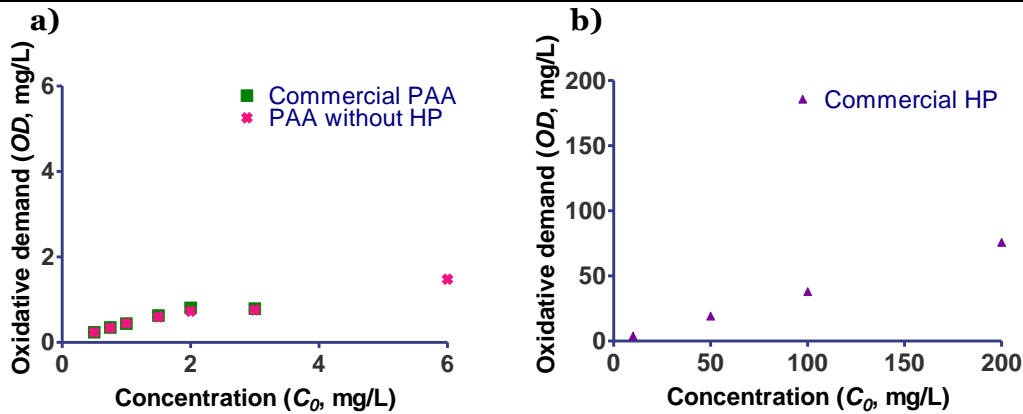 a)
Oxidative demand (OD, mg/L)
6
4
2
0
Commercial PAA
PAA without HP
0 2 4 6
Concentration (C0, mg/L)
b)
Oxidative demand (OD, mg/L)
200
150
100
50
0
Commercial HP
0 50 100 150 200
Concentration (C0, mg/L)